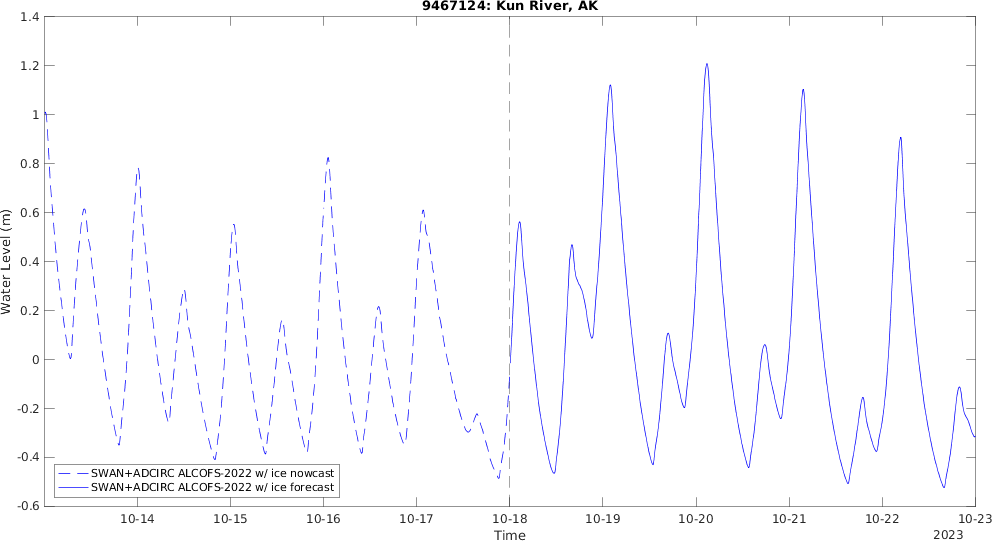 9467124: Kun River, AK
1.4
1.2
1
0.8
0.6
0.4
0.2
0
-0.2
-0.4
-0.6
Water Level (m)
SWAN+ADCIRC ALCOFS-2022 w/ ice nowcast
SWAN+ADCIRC ALCOFS-2022 w/ ice forecast
10-14 10-15 10-16 10-17 10-18 10-19 10-20 10-21 10-22 10-23
Time
2023